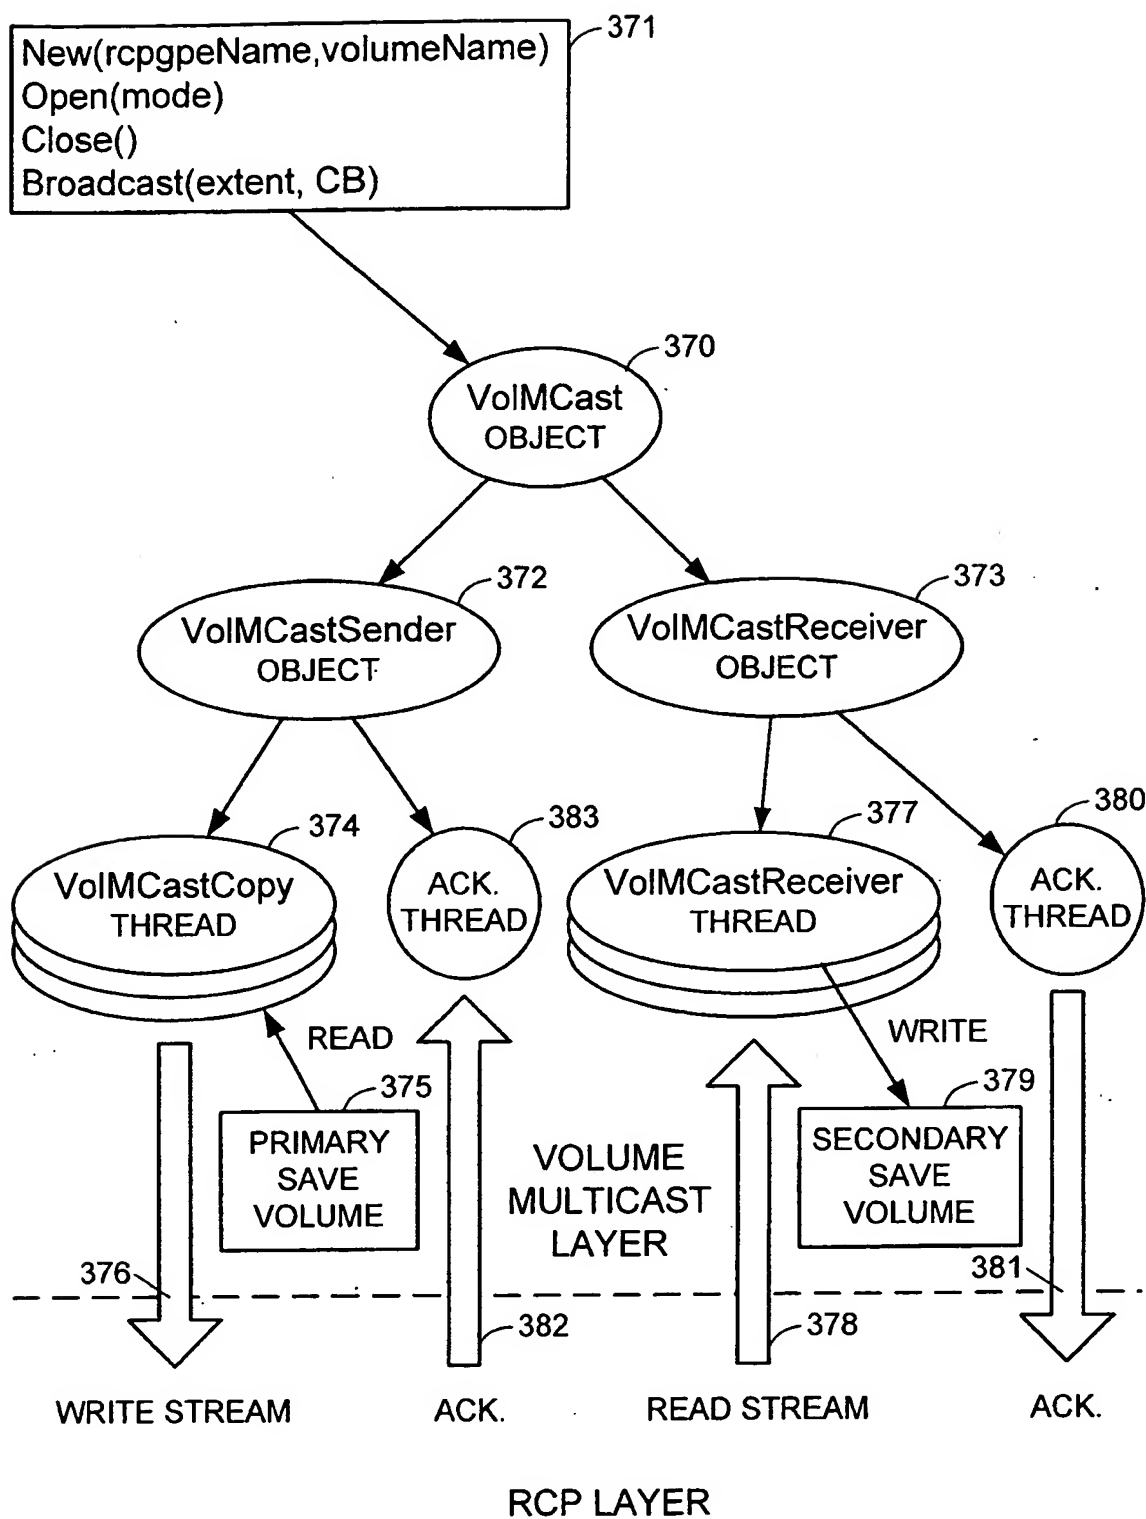 371
New(rcpgpeName,volumeName)
Open(mode)
Close()
Broadcast(extent, CB)
370
VolMCast
OBJECT
372
VolMCastSender
OBJECT
373
VolMCastReceiver
OBJECT
374
VolMCastCopy
THREAD
383
ACK.
THREAD
377
VolMCastReceiver
THREAD
380
ACK.
THREAD
READ
375
PRIMARY
SAVE
VOLUME
WRITE
379
SECONDARY
SAVE
VOLUME
VOLUME
MULTICAST
LAYER
376
382
378
381
WRITE STREAM
ACK.
READ STREAM
ACK.
RCP LAYER